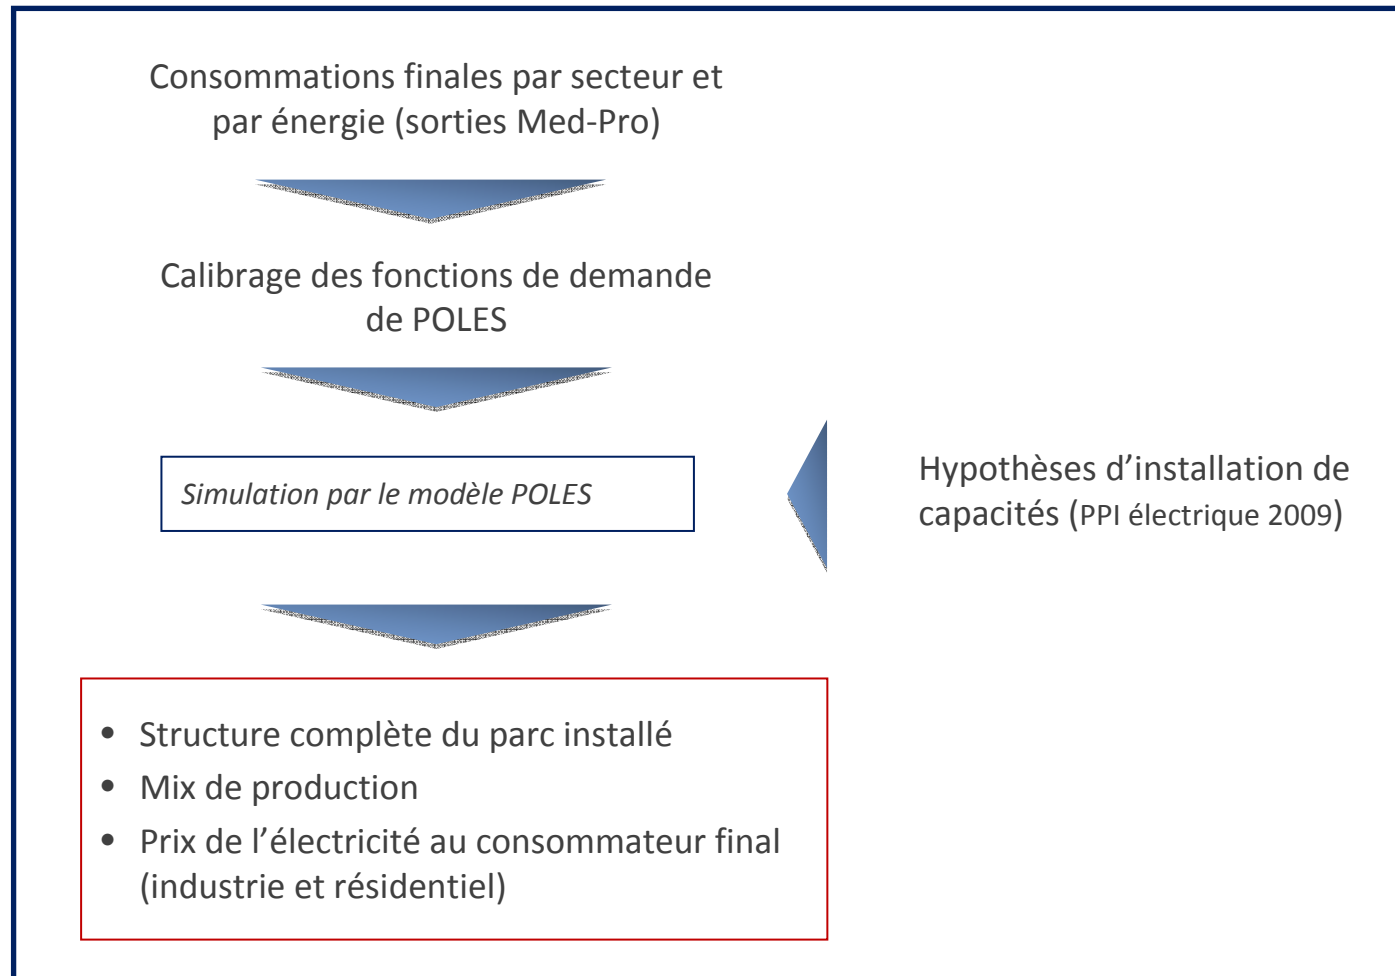 Consommations finales par secteur et
par énergie (sorties Med-Pro)
Calibrage des fonctions de demande
de POLES
Simulation par le modèle POLES
Hypothèses d’installation de
capacités (PPI électrique 2009)
• Structure complète du parc installé
• Mix de production
• Prix de l’électricité au consommateur final
(industrie et résidentiel)